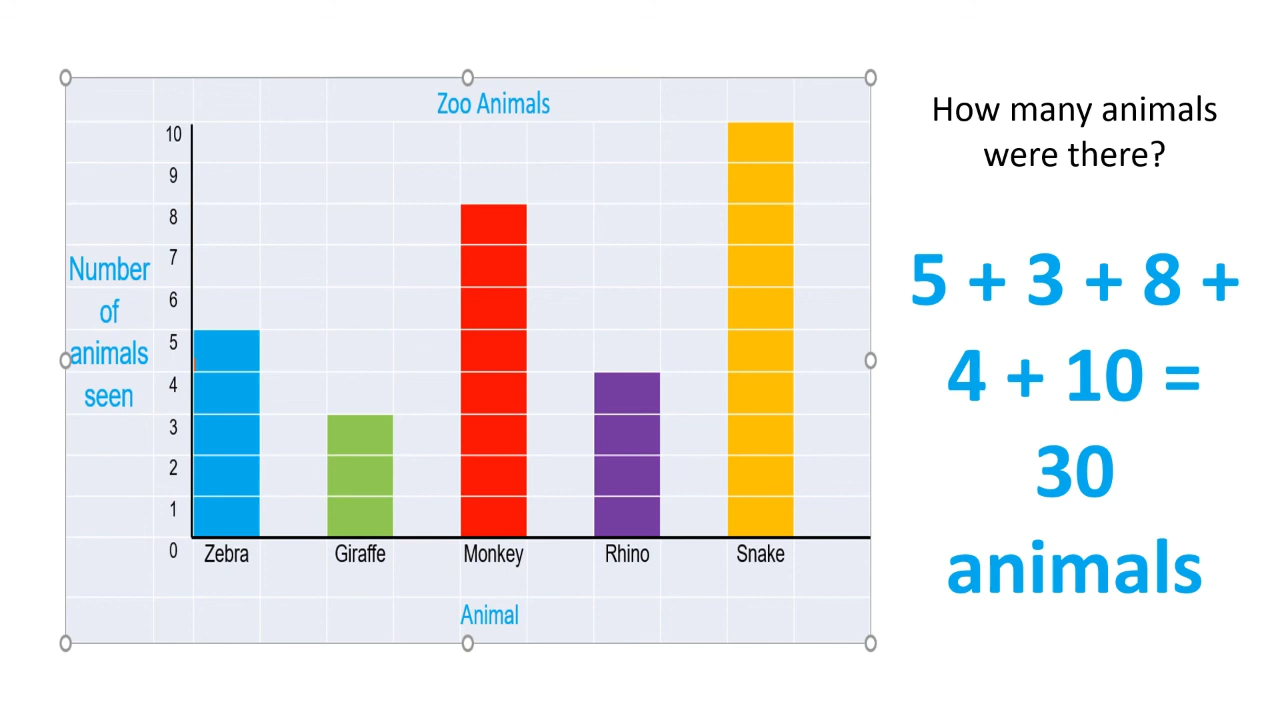 Zoo Animals
10
9
8
7
6
5
4
3
2
1
0
Number
of
animals
seen
Zebra Giraffe Monkey Rhino Snake
Animal
How many animals
were there?
5 + 3 + 8 +
4 + 10 =
30
animals